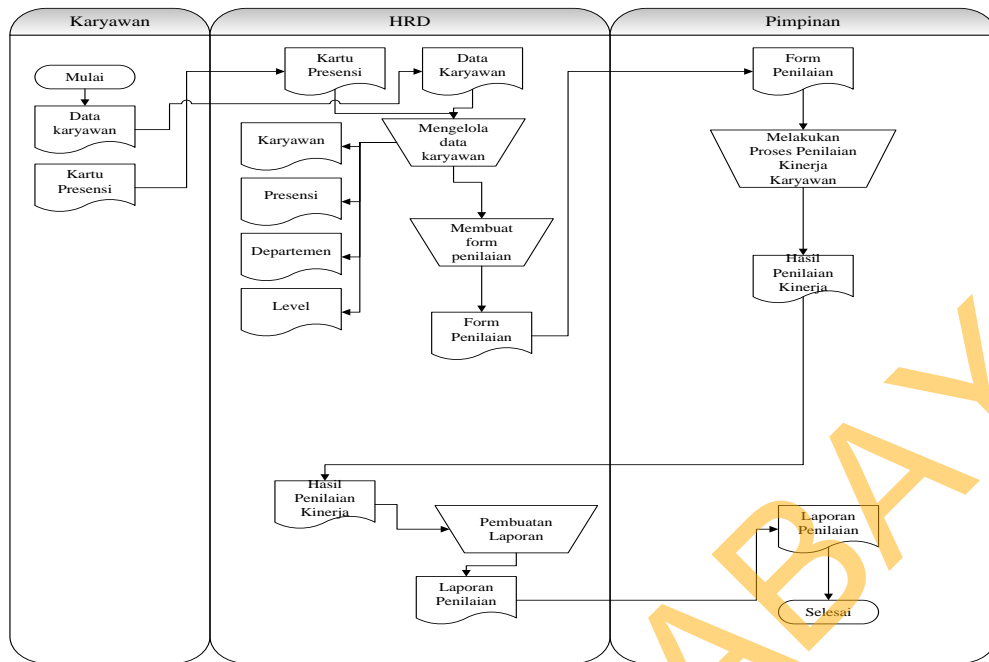 Karyawan
HRD
Pimpinan
Mulai
Data
karyawan
Kartu
Presensi
Kartu
Presensi
Data
Karyawan
Mengelola
data
karyawan
Karyawan
Presensi
Departemen
Level
Membuat
form
penilaian
Form
Penilaian
Form
Penilaian
Melakukan
Proses Penilaian
Kinerja
Karyawan
Hasil
Penilaian
Kinerja
Hasil
Penilaian
Kinerja
Pembuatan
Laporan
Laporan
Penilaian
Laporan
Penilaian
Selesai
ABAY